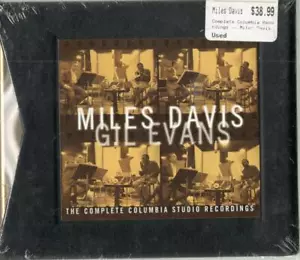 Miles Davis $38.99
Used
MILES DAVIS
GIL EVANS
THE COMPLETE COLUMBIA STUDIO RECORDINGS